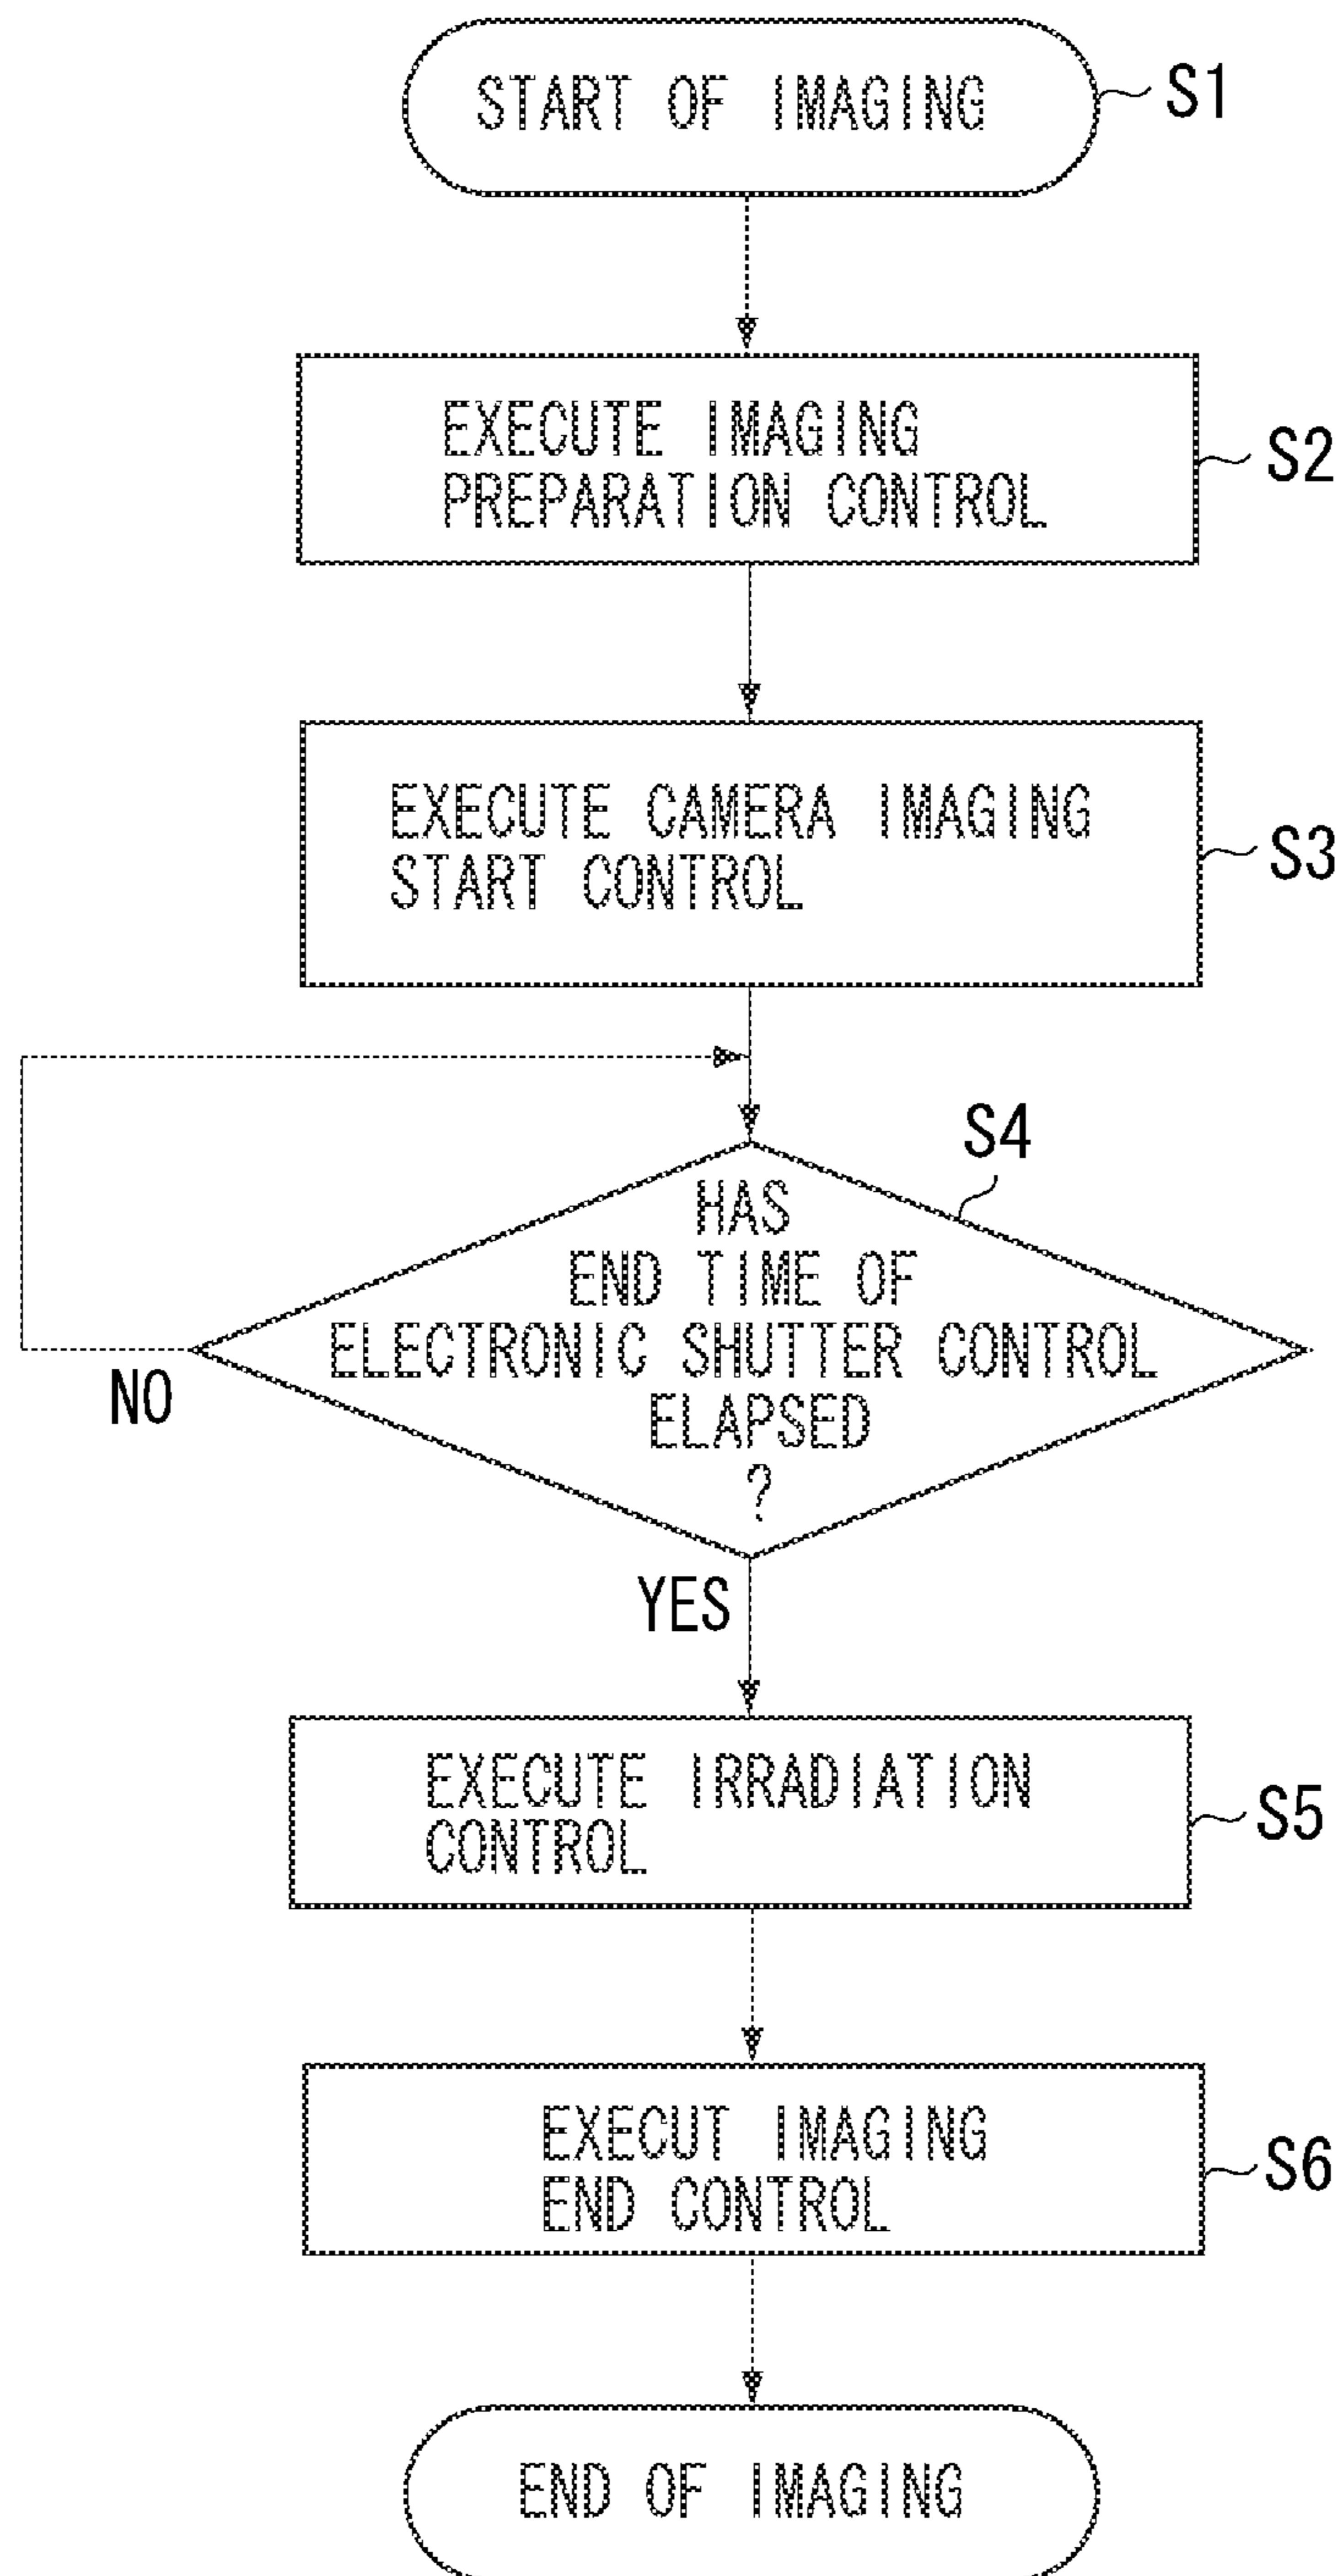 START OF IMAGING
S1
EXECUTE IMAGING
PREPARATION CONTROL
S2
EXECUTE CAMERA IMAGING
START CONTROL
S3
S4
HAS
END TIME OF
ELECTRONIC SHUTTER CONTROL
ELAPSED
?
NO
YES
EXECUTE IRRADIATION
CONTROL
S5
EXECUT IMAGING
END CONTROL
S6
END OF IMAGING